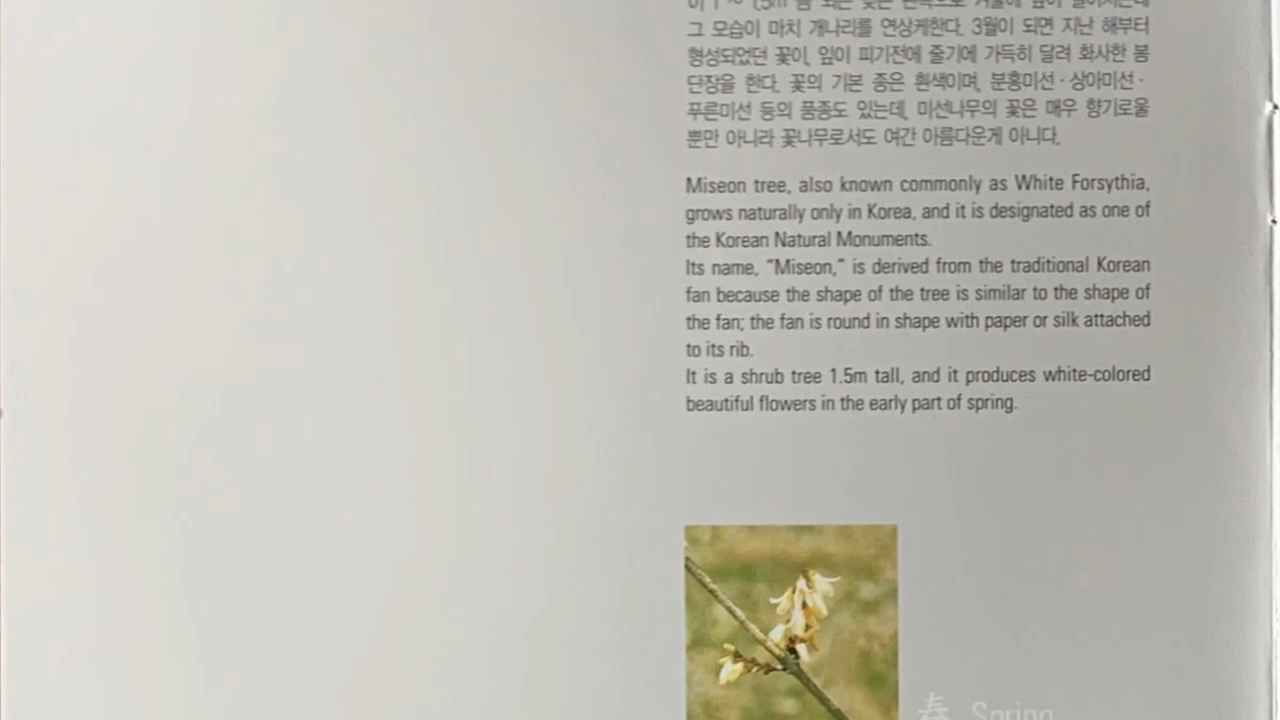 그 모습이 마치 개나리를 연상케한다. 3월이 되면 지난 해부터
형성되었던 꽃이, 잎이 피기전에 줄기에 가득히 달려 화사한 봄
단장을 한다. 꽃의 기본 종은 흰색이며, 분홍미선 · 상아미선 ·
푸른미선 등의 품종도 있는데, 미선나무의 꽃은 매우 향기로울
뿐만 아니라 꽃나무로서도 여간 아름다운게 아니다.
Miseon tree, also known commonly as White Forsythia,
grows naturally only in Korea, and it is designated as one of
the Korean Natural Monuments.
Its name, "Miseon," is derived from the traditional Korean
fan because the shape of the tree is similar to the shape of
the fan; the fan is round in shape with paper or silk attached
to its rib.
It is a shrub tree 1.5m tall, and it produces white-colored
beautiful flowers in the early part of spring.
春 Spring